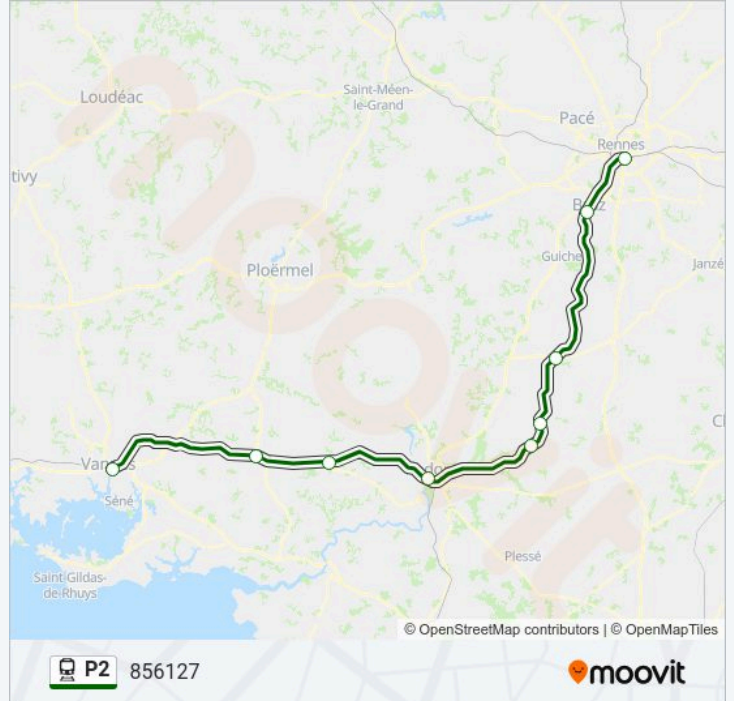 Loudéac
Saint-Méen-
le-Grand
Pacé
Rennes
tivy
Guiche
Ploërmel
Janzé
Séné
Plessé
Saint-Gildas-
de-Rhuys
© OpenStreetMap contributors | © OpenMapTiles
P2 856127
moovit